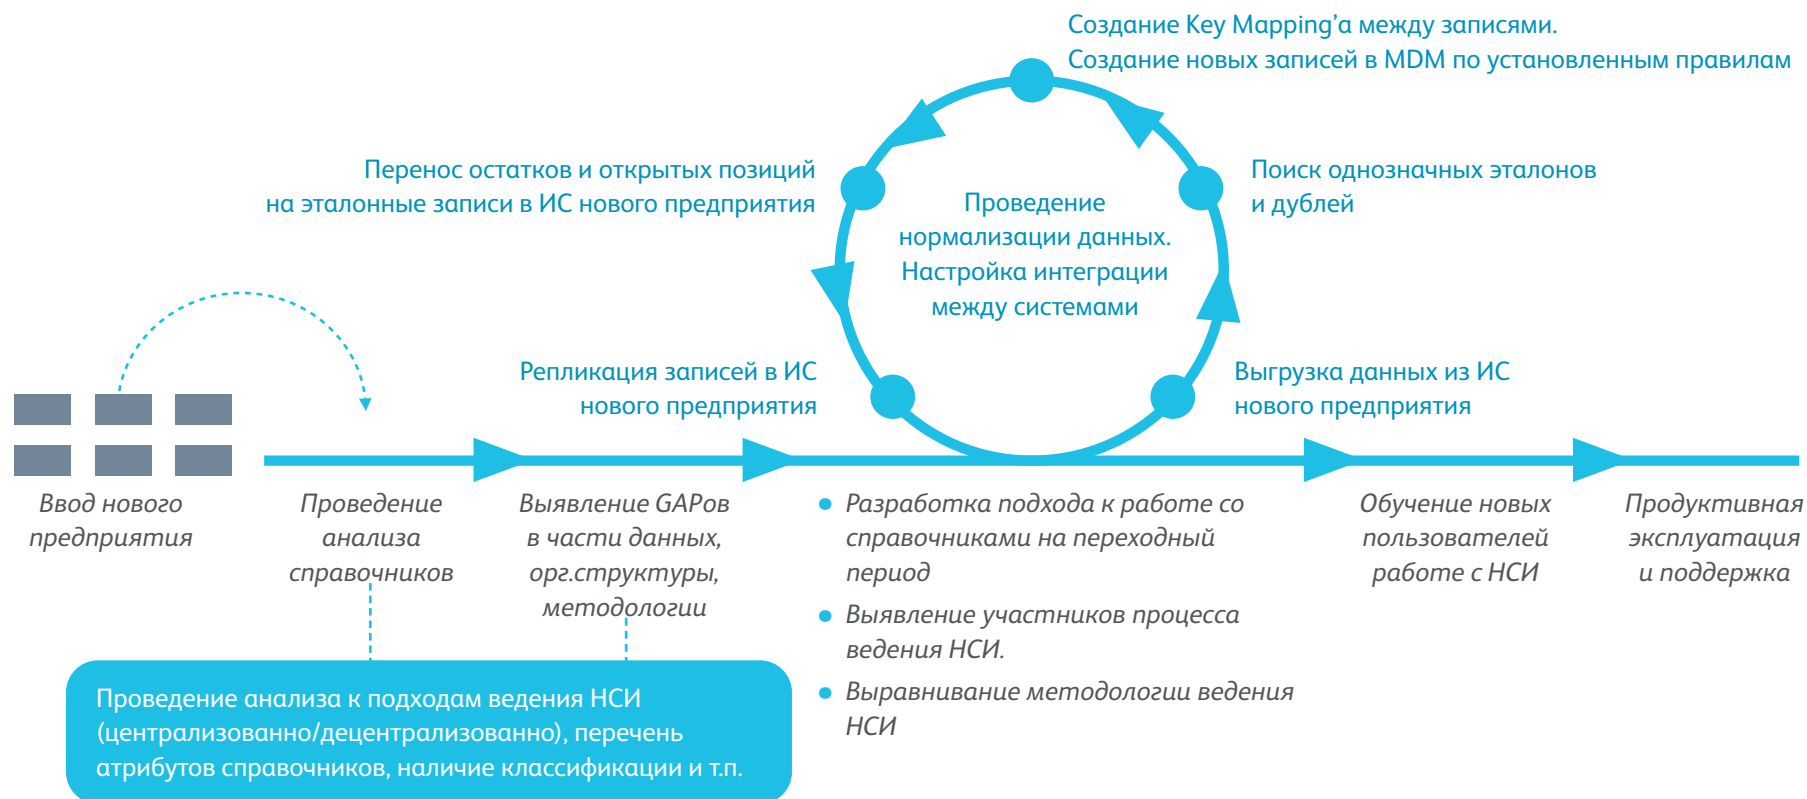 Создание Key Mapping’а между записями.
Создание новых записей в MDM по установленным правилам
Перенос остатков и открытых позиций
на эталонные записи в ИС нового предприятия
Проведение
нормализации данных.
Настройка интеграции
между системами
Поиск однозначных эталонов
и дублей
Репликация записей в ИС
нового предприятия
Выгрузка данных из ИС
нового предприятия
Ввод нового
предприятия
Проведение
анализа
справочников
Выявление GAPов
в части данных,
орг.структуры,
методологии
Разработка подхода к работе со
справочниками на переходный
период
Выявление участников процесса
ведения НСИ.
Выравнивание методологии ведения
НСИ
Обучение новых
пользователей
работе с НСИ
Продуктивная
эксплуатация
и поддержка
Проведение анализа к подходам ведения НСИ
(централизованно/децентрализованно), перечень
атрибутов справочников, наличие классификации и т.п.